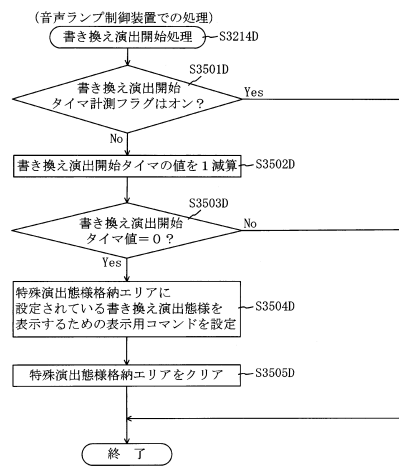 (音声ランプ制御装置での処理)
書き換え演出開始処理
S3214D
S3501D
書き換え演出開始
タイマ計測フラグはオン？
Yes
No
書き換え演出開始タイマの値を１減算
S3502D
S3503D
書き換え演出開始
タイマ値＝０？
No
Yes
特殊演出態様格納エリアに
設定されている書き換え演出態様を
表示するための表示用コマンドを設定
S3504D
特殊演出態様格納エリアをクリア
S3505D
終 了